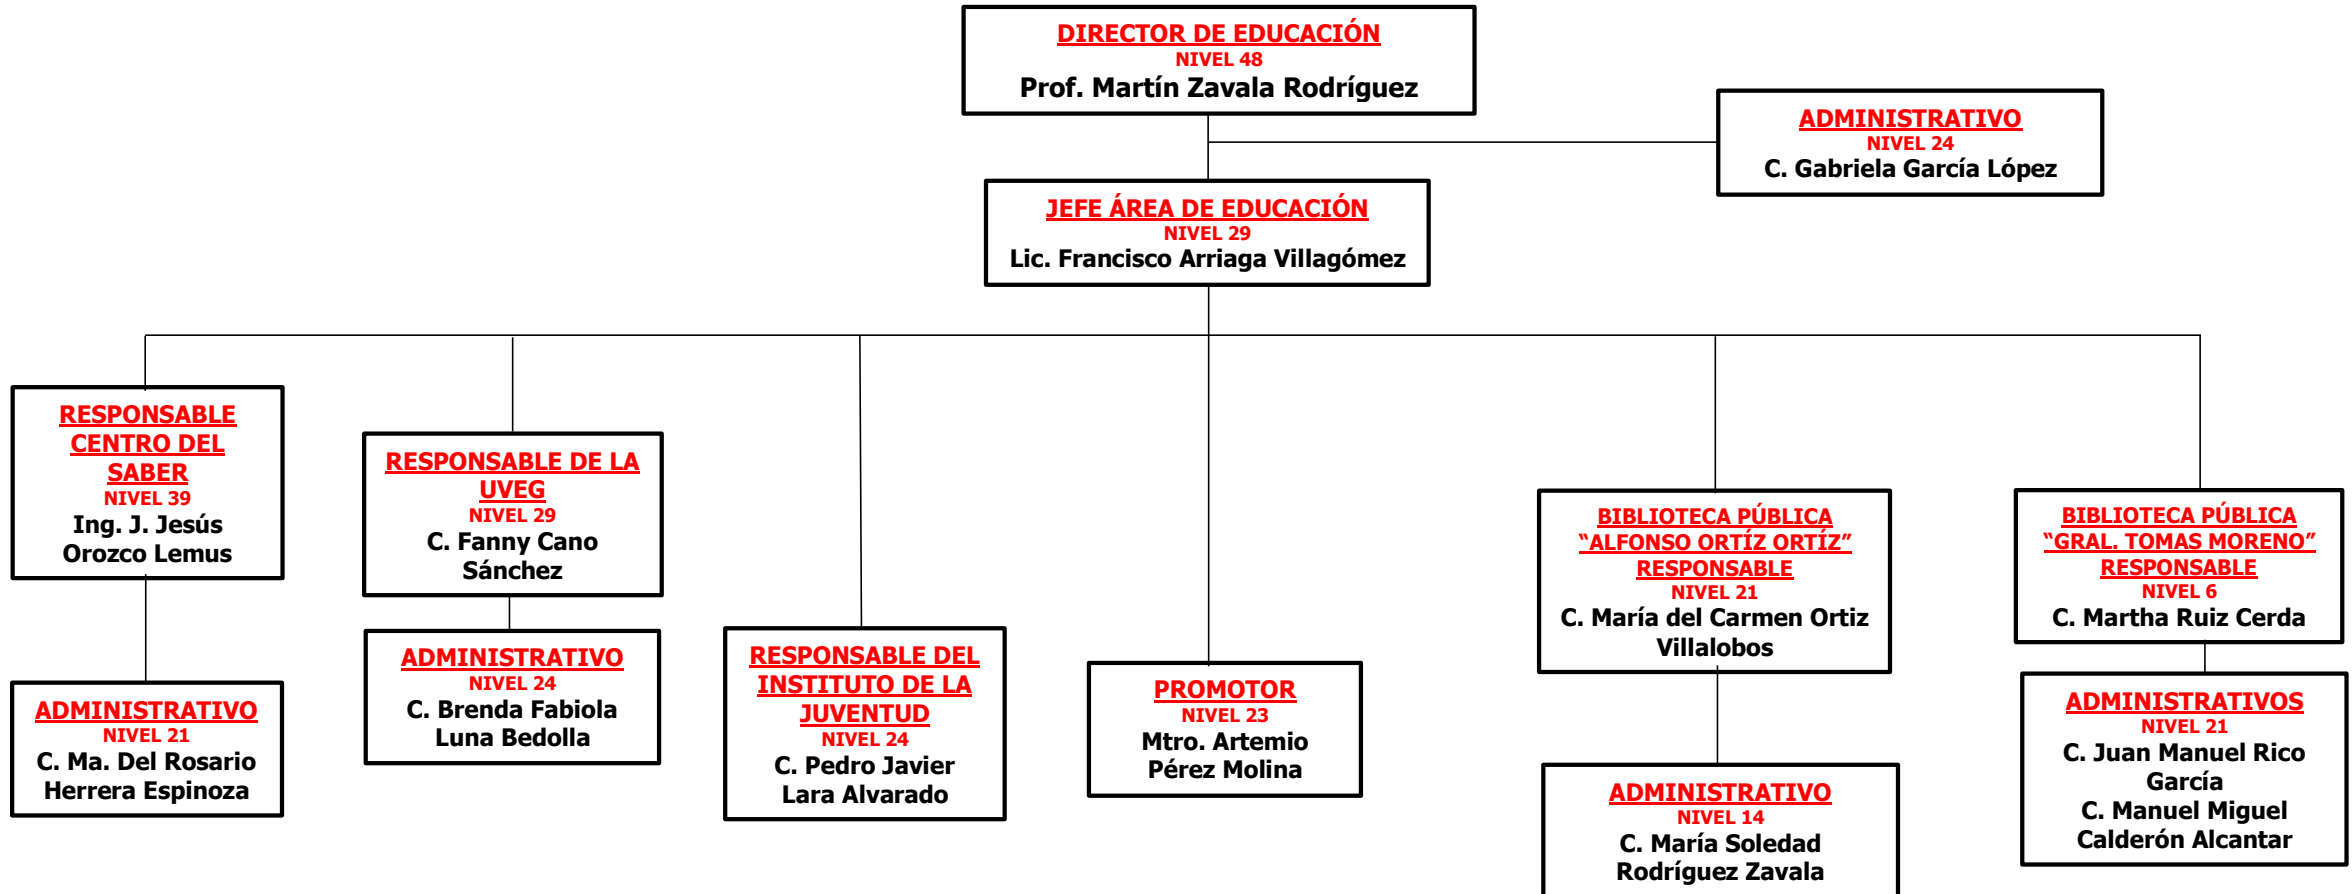 DIRECTOR DE EDUCACIÓN
NIVEL 48
Prof. Martín Zavala Rodríguez
ADMINISTRATIVO
NIVEL 24
C. Gabriela García López
JEFE ÁREA DE EDUCACIÓN
NIVEL 29
Lic. Francisco Arriaga Villagómez
RESPONSABLE
CENTRO DEL
SABER
NIVEL 39
Ing. J. Jesús
Orozco Lemus
ADMINISTRATIVO
NIVEL 21
C. Ma. Del Rosario
Herrera Espinoza
RESPONSABLE DE LA
UVEG
NIVEL 29
C. Fanny Cano
Sánchez
ADMINISTRATIVO
NIVEL 24
C. Brenda Fabiola
Luna Bedolla
RESPONSABLE DEL
INSTITUTO DE LA
JUVENTUD
NIVEL 24
C. Pedro Javier
Lara Alvarado
PROMOTOR
NIVEL 23
Mtro. Artemio
Pérez Molina
BIBLIOTECA PÚBLICA
“ALFONSO ORTÍZ ORTÍZ”
RESPONSABLE
NIVEL 21
C. María del Carmen Ortiz
Villalobos
ADMINISTRATIVO
NIVEL 14
C. María Soledad
Rodríguez Zavala
BIBLIOTECA PÚBLICA
“GRAL. TOMAS MORENO”
RESPONSABLE
NIVEL 6
C. Martha Ruiz Cerda
ADMINISTRATIVOS
NIVEL 21
C. Juan Manuel Rico
García
C. Manuel Miguel
Calderón Alcantar